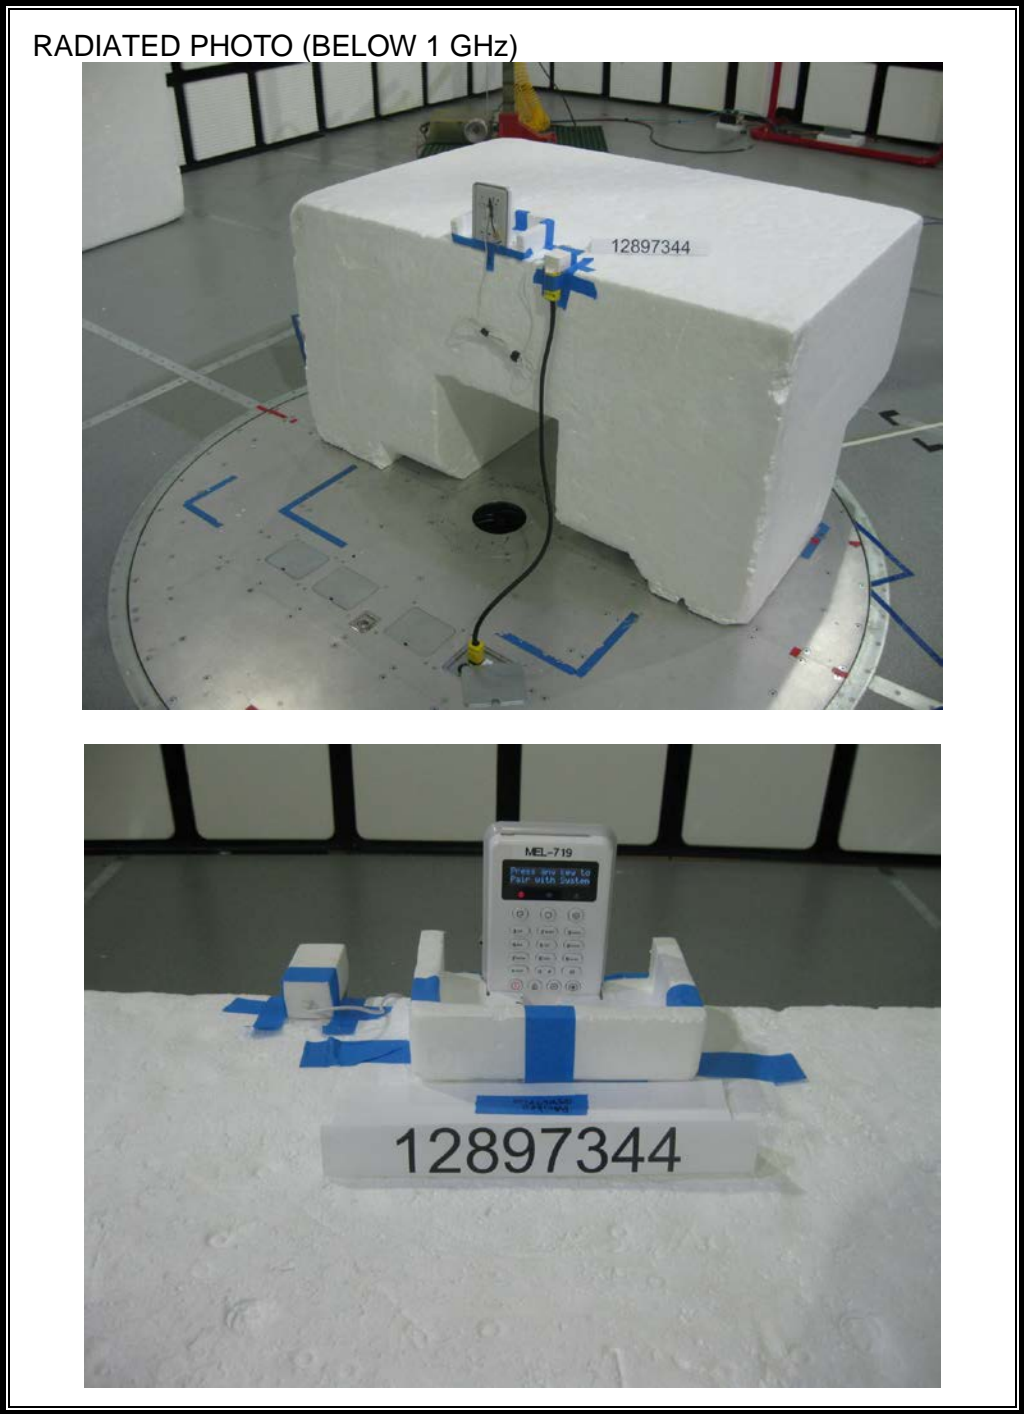 RADIATED PHOTO (BELOW 1 GHz)
12897344
MEL-719
Press any key to
Pair with System
12897344